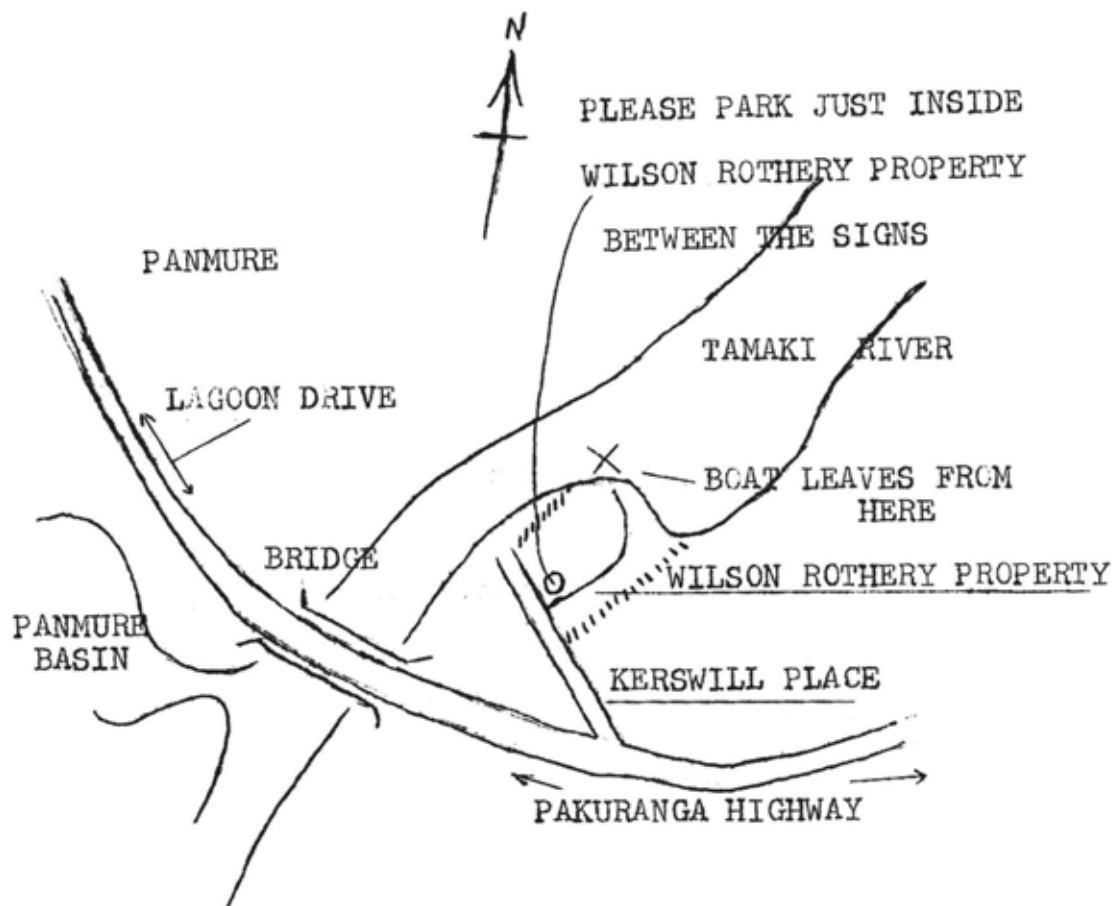 N
PLEASE PARK JUST INSIDE
WILSON ROTHERY PROPERTY
BETWEEN THE SIGNS
PANMURE
TAMAKI RIVER
LAGOON DRIVE
BOAT LEAVES FROM
HERE
BRIDGE
WILSON ROTHERY PROPERTY
PANMURE
BASIN
KERSWILL PLACE
PAKURANGA HIGHWAY